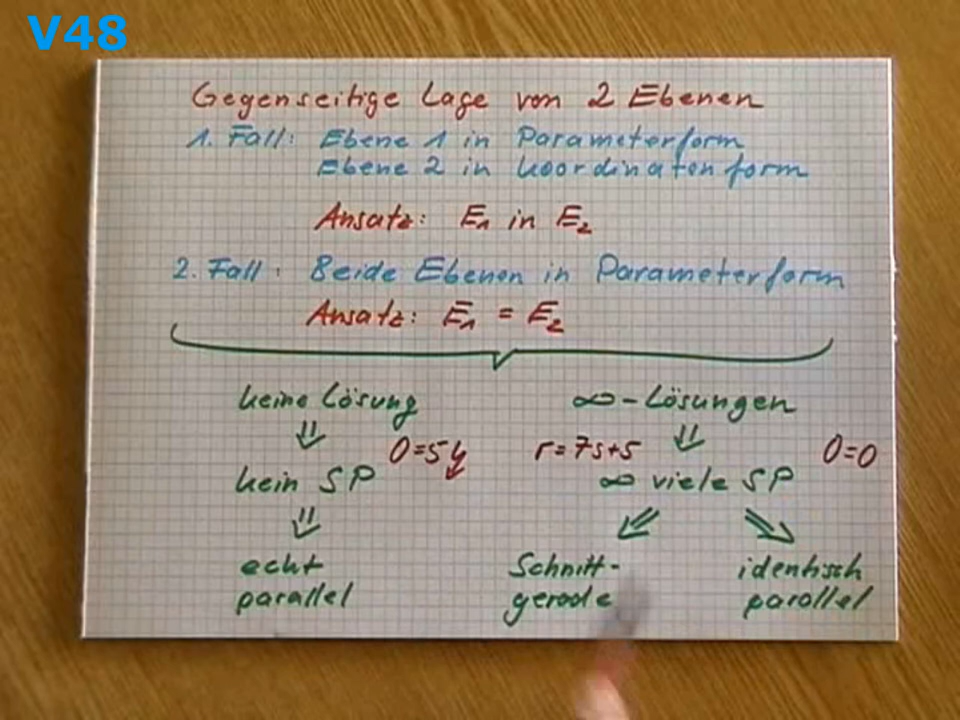 V48
Gegenseitige Lage von 2 Ebenen
1. Fall: Ebene 1 in Parameterform
Ebene 2 in Koordinatenform
Ansatz: E₁ in E₂
2. Fall: Beide Ebenen in Parameterform
Ansatz: E₁ = E₂
keine Lösung
∞-Lösungen
⇓
⇓
0=5 ↯
r=7s+5
0=0
kein SP
∞ viele SP
⇓
⇙
⇘
echt
parallel
Schnitt-
gerade
identisch
parallel